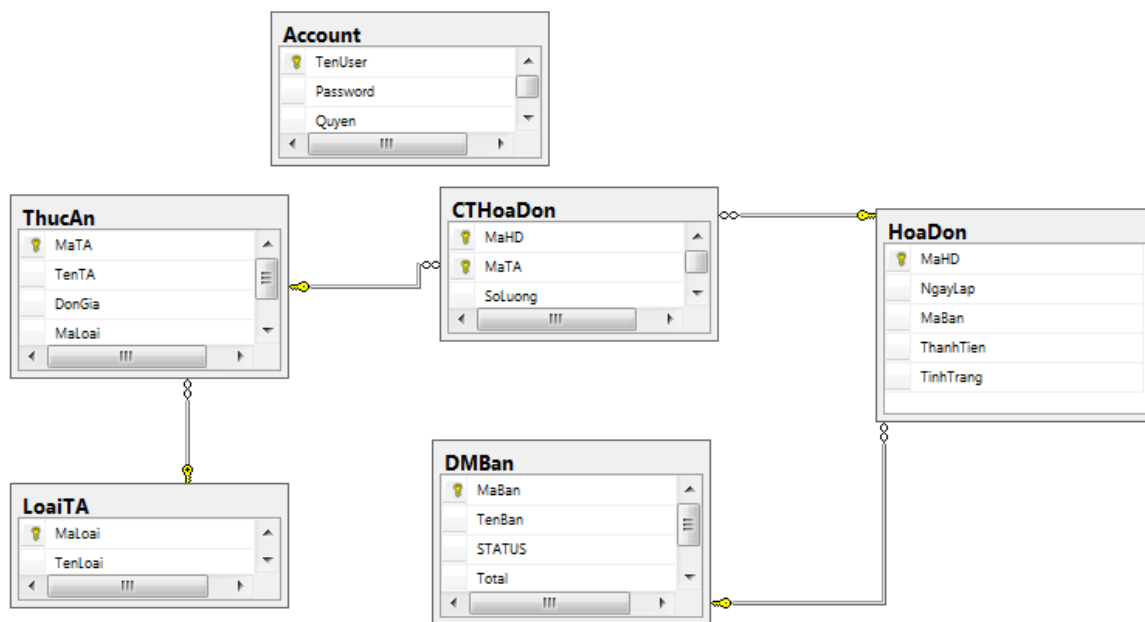 Account
TenUser
Password
Quyen
ThucAn
MaTA
TenTA
DonGia
MaLoai
CTHoaDon
MaHD
MaTA
SoLuong
HoaDon
MaHD
NgayLap
MaBan
ThanhTien
TinhTrang
LoaiTA
MaLoai
TenLoai
DMBan
MaBan
TenBan
STATUS
Total